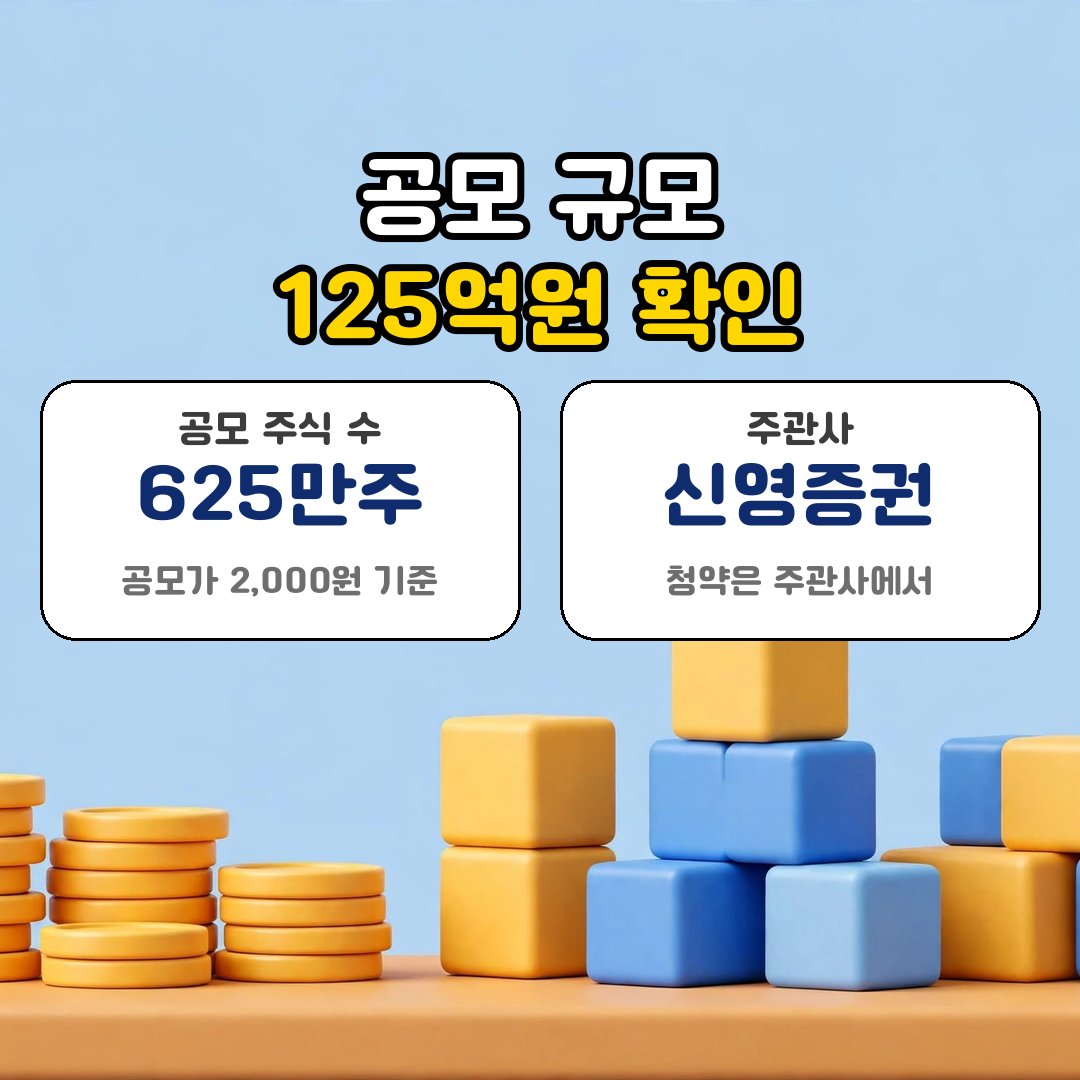 공모 규모
125억원 확인
공모 주식 수
625만주
공모가 2,000원 기준
주관사
신영증권
청약은 주관사에서